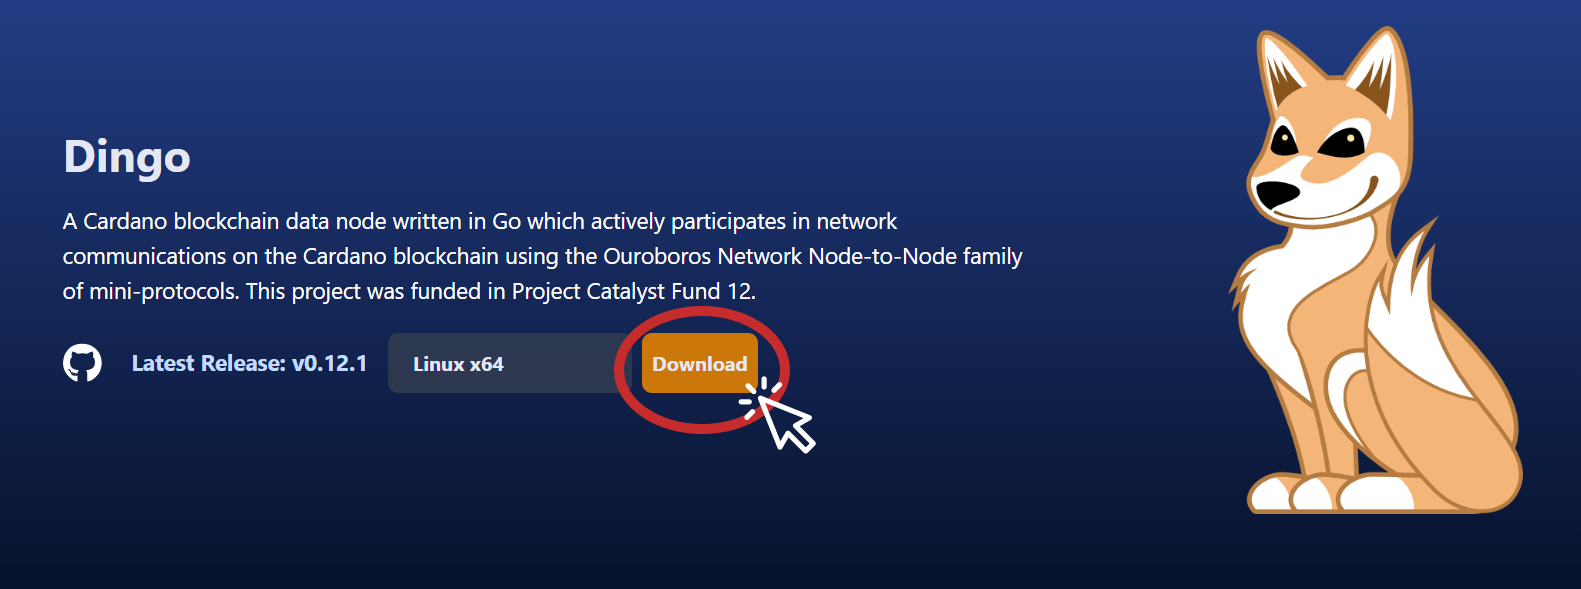 Dingo
A Cardano blockchain data node written in Go which actively participates in network
communications on the Cardano blockchain using the Ouroboros Network Node-to-Node family
of mini-protocols. This project was funded in Project Catalyst Fund 12.
Latest Release: v0.12.1 Linux x64 Download